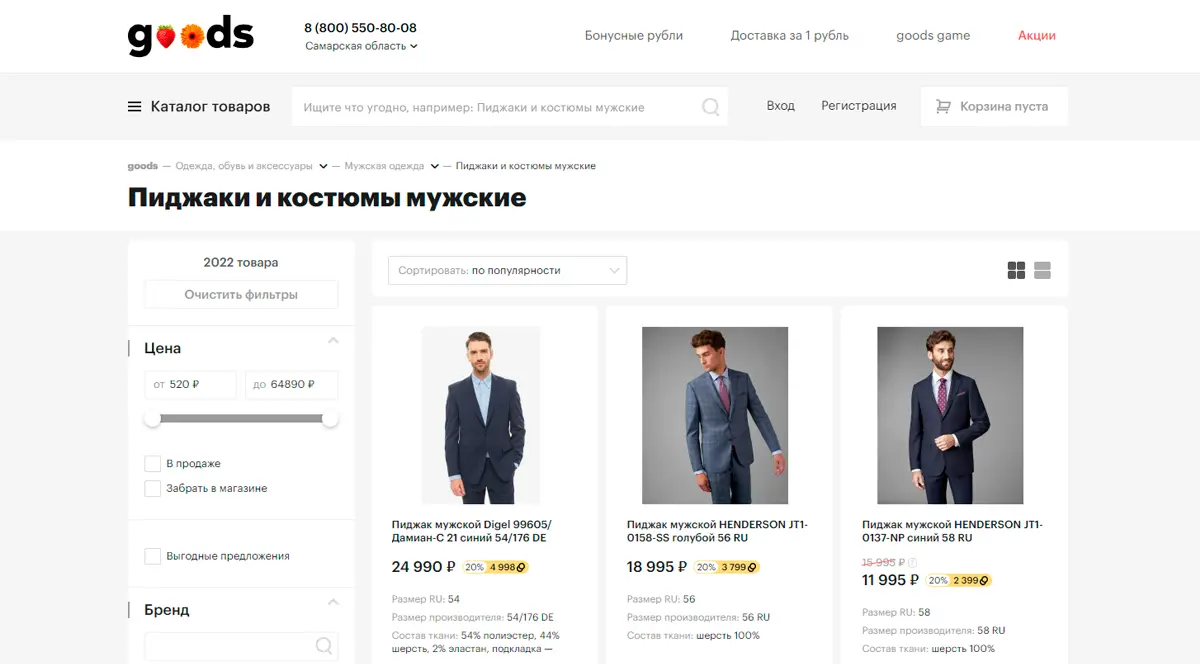 goods
8 (800) 550-80-08
Самарская область
Бонусные рубли
Доставка за 1 рубль
goods game
Акции
Каталог товаров
Ищите что угодно, например: Пиджаки и костюмы мужские
Вход
Регистрация
Корзина пуста
goods — Одежда, обувь и аксессуары — Мужская одежда — Пиджаки и костюмы мужские
Пиджаки и костюмы мужские
2022 товара
Очистить фильтры
Цена
от 520 ₽
до 64890 ₽
В продаже
Забрать в магазине
Выгодные предложения
Бренд
Сортировать: по популярности
Пиджак мужской Digel 99605/
Дамиан-С 21 синий 54/176 DE
24 990 ₽ 20% 4 998
Размер RU: 54
Размер производителя: 54/176 DE
Состав ткани: 54% полиэстер, 44%
шерсть, 2% эластан, подкладка —
Пиджак мужской HENDERSON JT1-
0158-SS голубой 56 RU
18 995 ₽ 20% 3 799
Размер RU: 56
Размер производителя: 56 RU
Состав ткани: шерсть 100%
Пиджак мужской HENDERSON JT1-
0137-NP синий 58 RU
15 995 ₽
11 995 ₽ 20% 2 399
Размер RU: 58
Размер производителя: 58 RU
Состав ткани: шерсть 100%